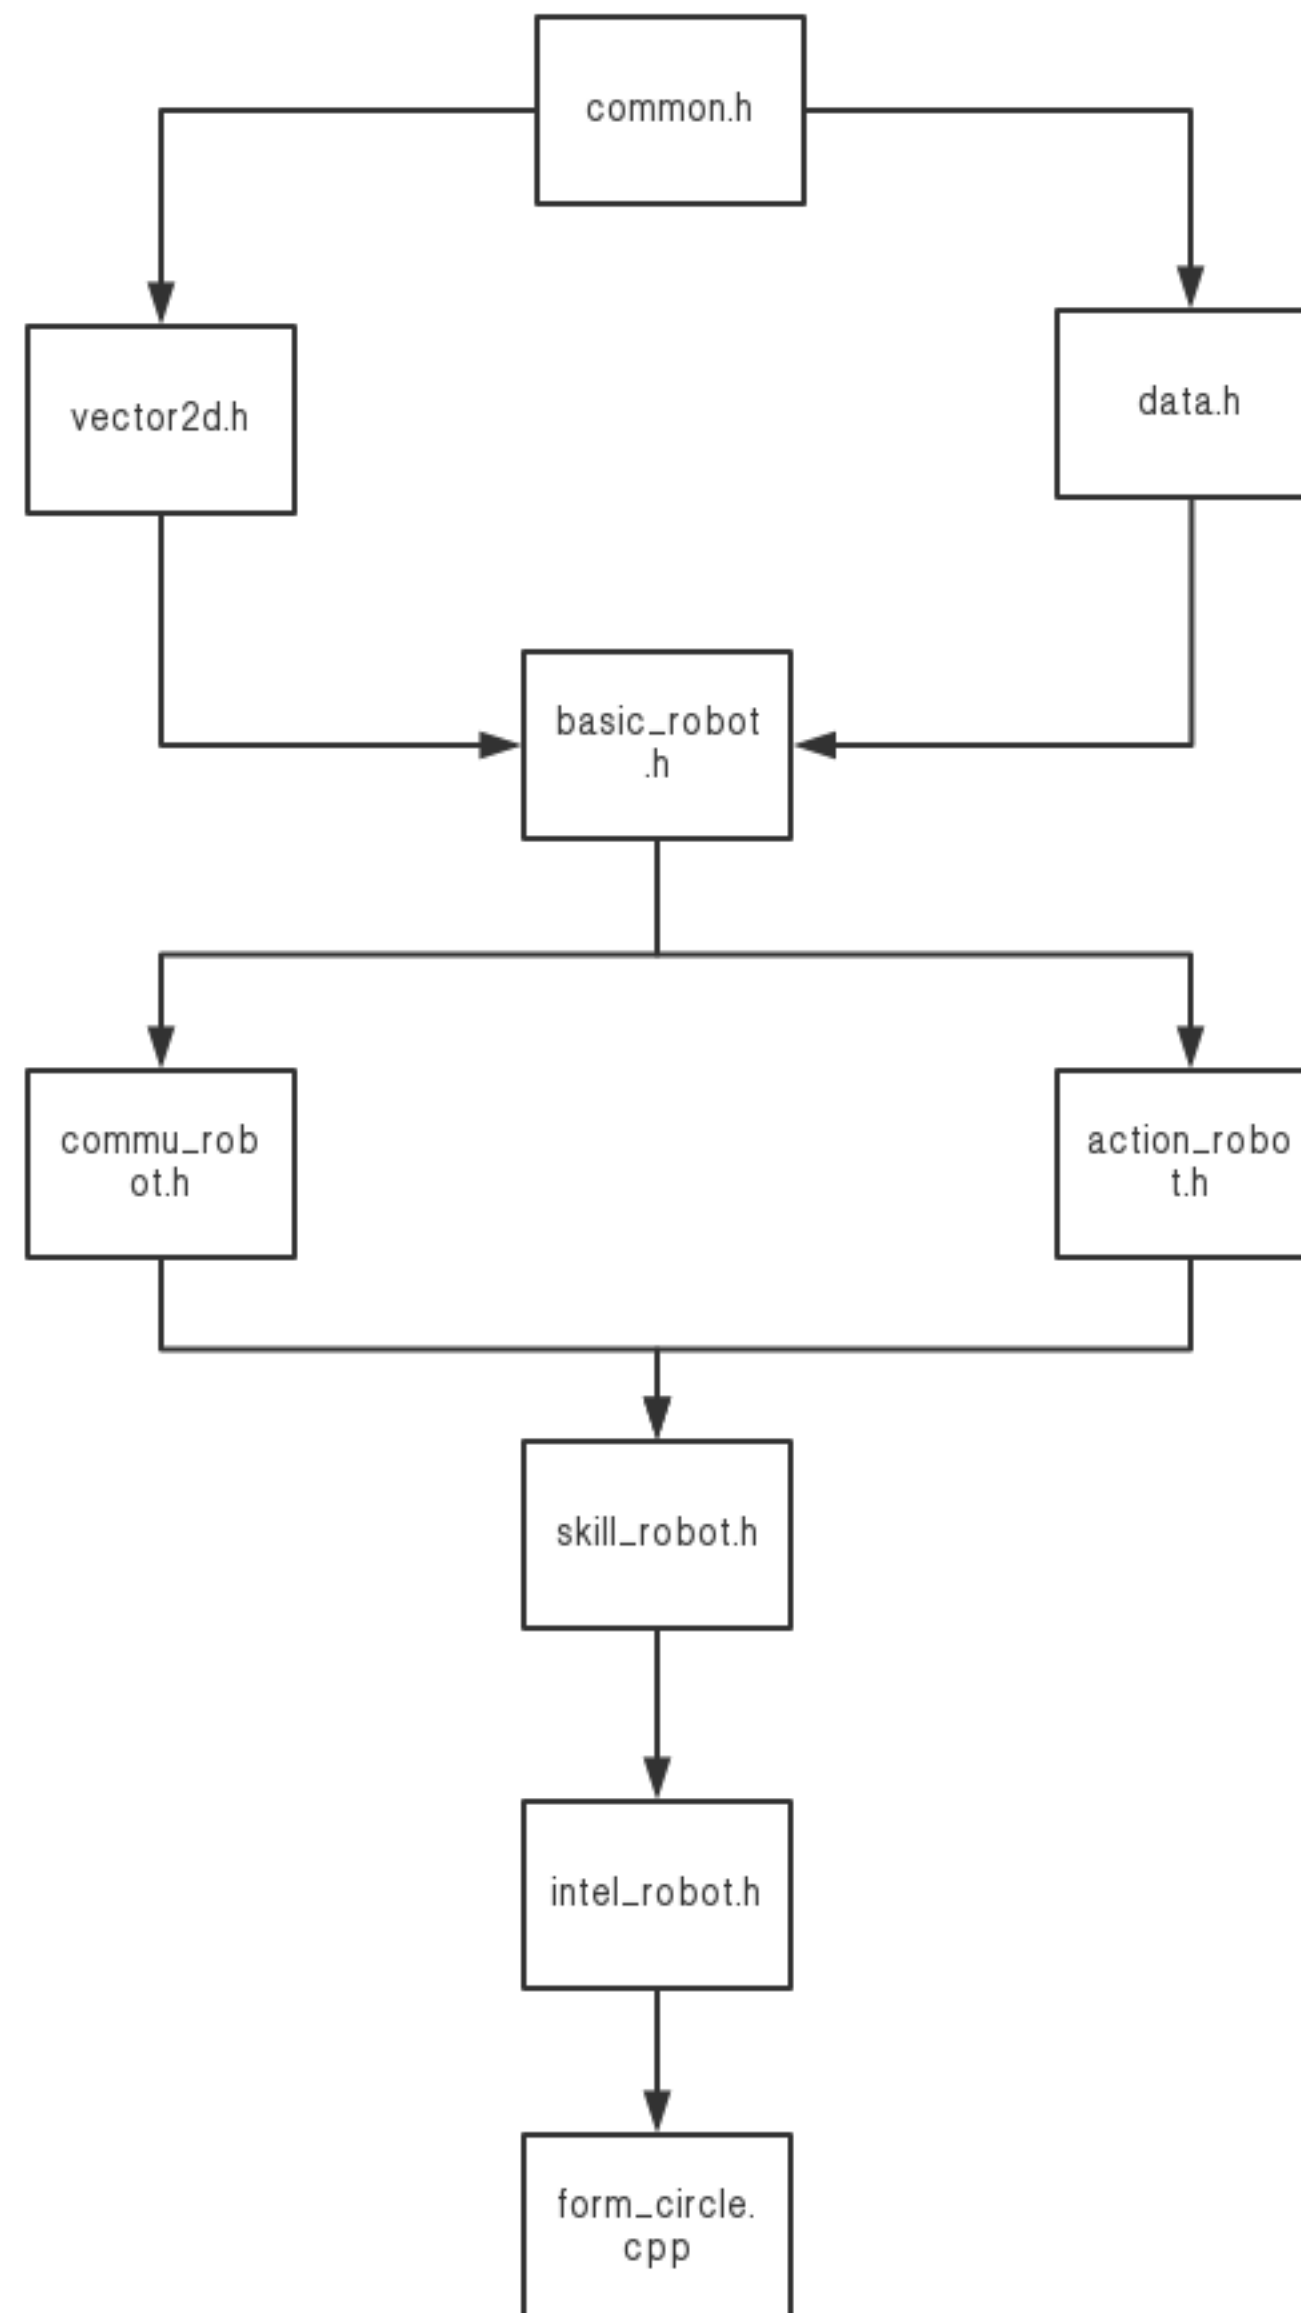 common.h
vector2d.h
data.h
basic_robot
.h
commu_rob
ot.h
action_robo
t.h
skill_robot.h
intel_robot.h
form_circle.
cpp